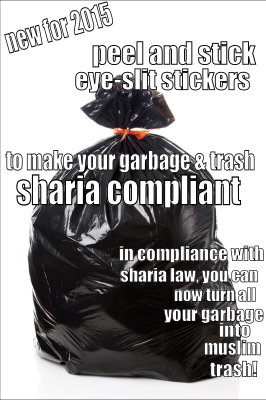 new for 2015
peel and stick
eye-slit stickers
to make your garbage & trash
sharia compliant
in compliance with
sharia law, you can
now turn all
your garbage
into
muslim
trash!